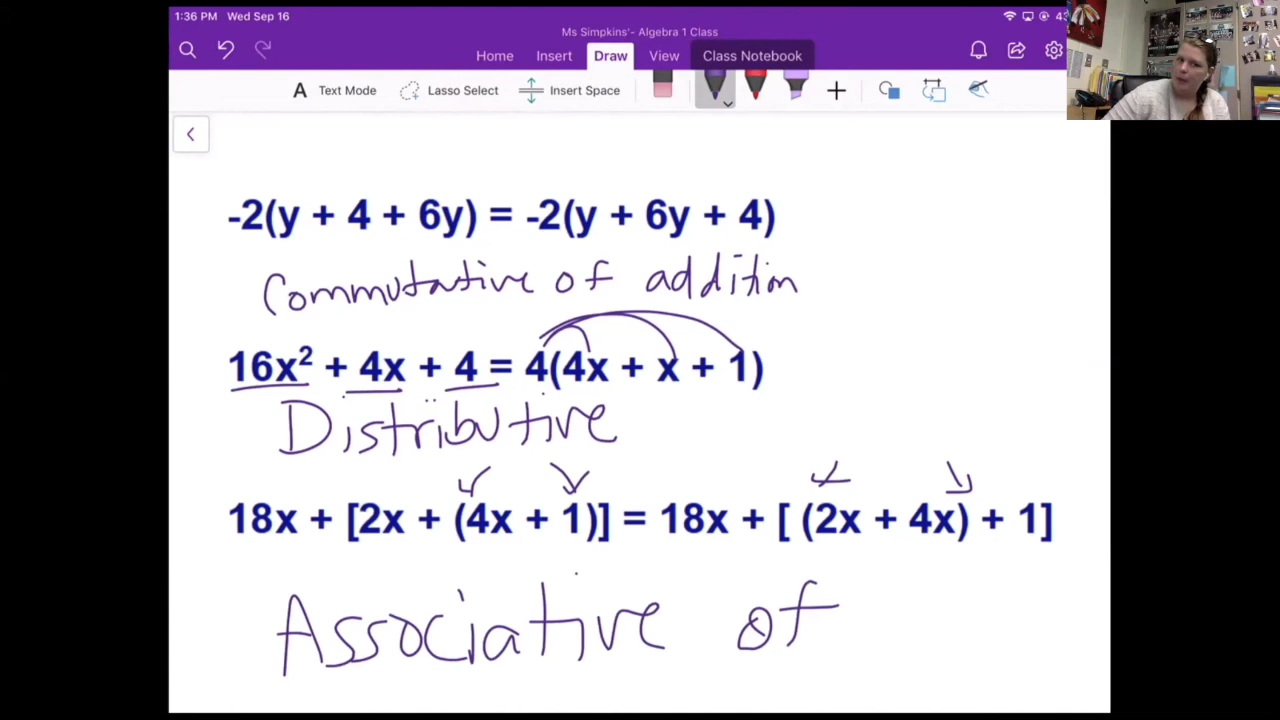 1:36 PM Wed Sep 16
Ms Simpkins'- Algebra 1 Class
Home Insert Draw View Class Notebook
Text Mode Lasso Select Insert Space
-2(y + 4 + 6y) = -2(y + 6y + 4)
Commutative of addition
16x² + 4x + 4 = 4(4x + x + 1)
Distributive
18x + [2x + (4x + 1)] = 18x + [ (2x + 4x) + 1]
Associative of